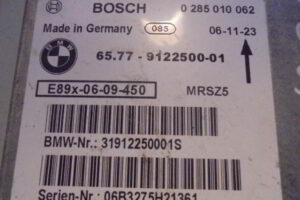 BOSCH 0 285 010 062
Made in Germany 085 06-11-23
BMW 65.77 - 9122500-01
E89x-06-09-450 MRSZ5
BMW-Nr.: 31912250001S
Serien-Nr: 06B3275H21361